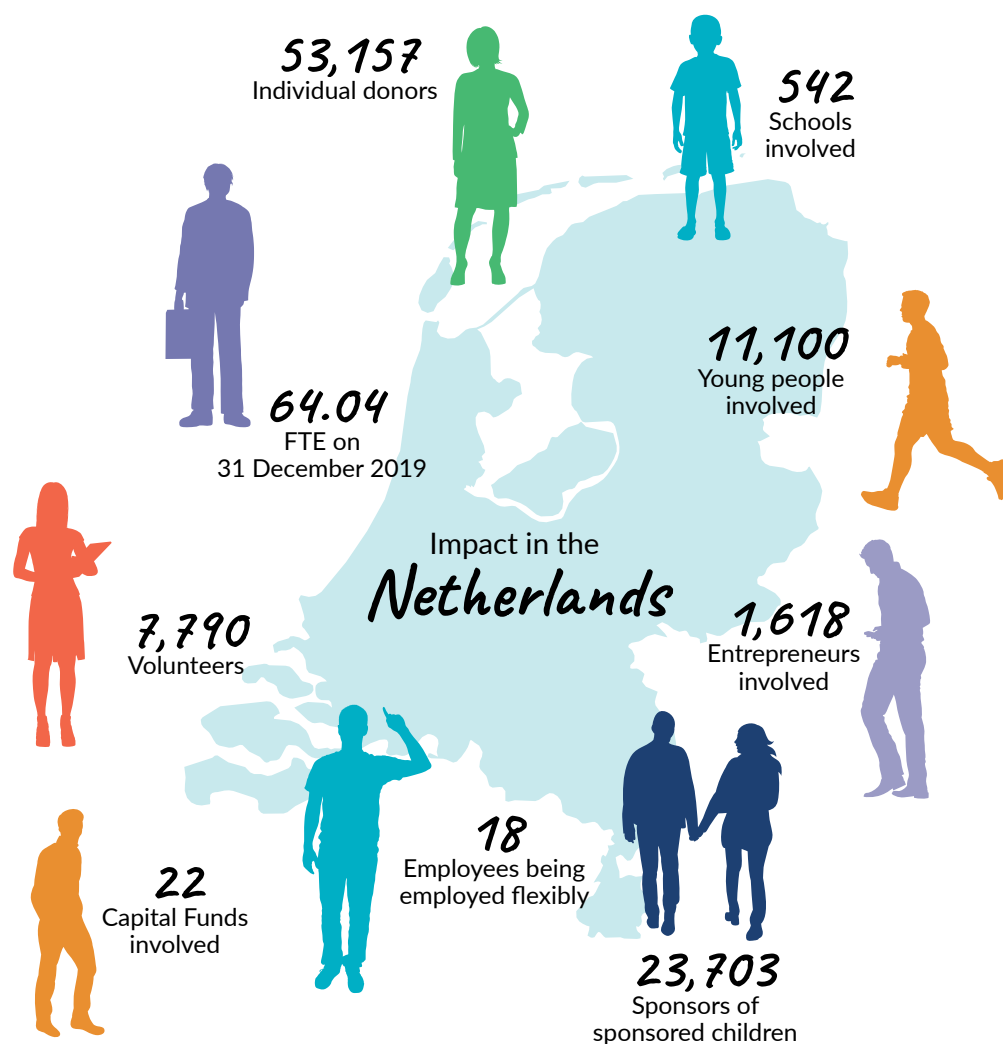 53,157
Individual donors
542
Schools
involved
11,100
Young people
involved
64.04
FTE on
31 December 2019
Impact in the
Netherlands
7,790
Volunteers
1,618
Entrepreneurs
involved
18
Employees being
employed flexibly
22
Capital Funds
involved
23,703
Sponsors of
sponsored children